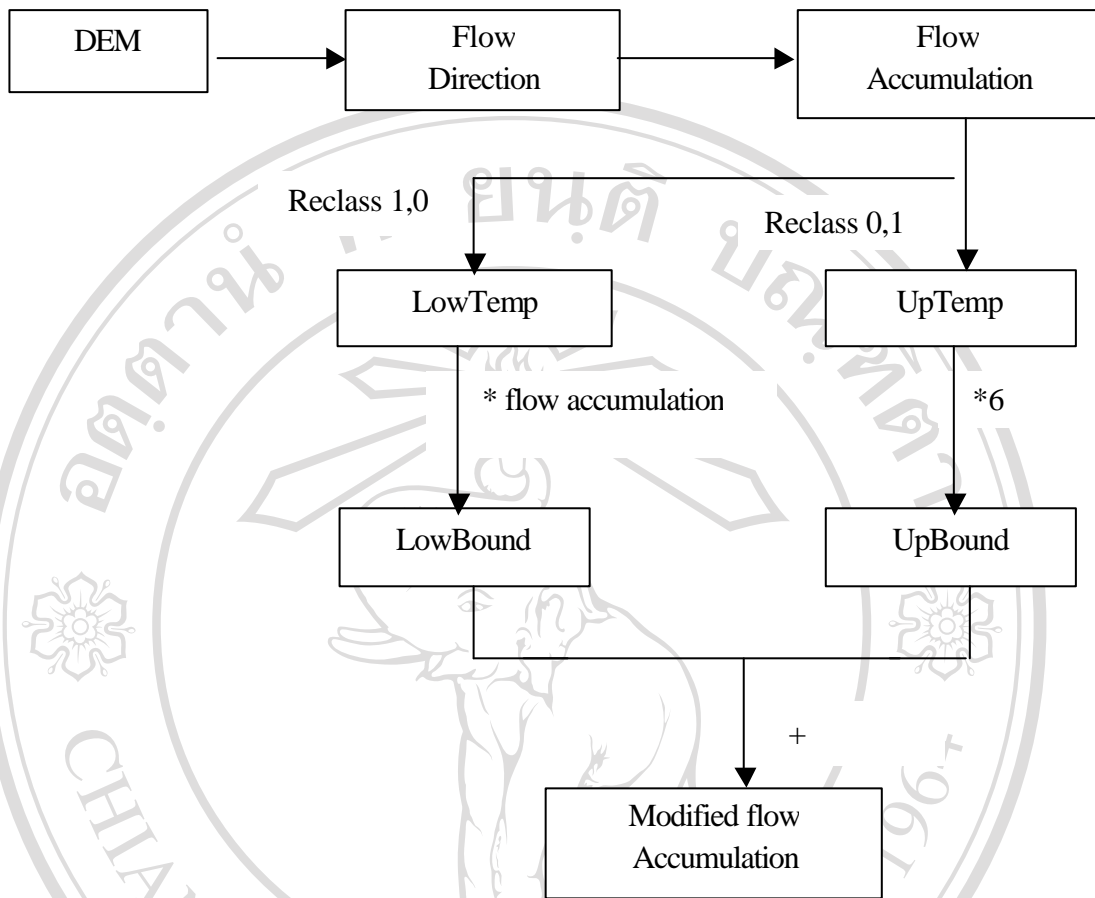 DEM
Flow
Direction
Flow
Accumulation
Reclass 1,0
Reclass 0,1
LowTemp
UpTemp
* flow accumulation
*6
LowBound
UpBound
+
Modified flow
Accumulation